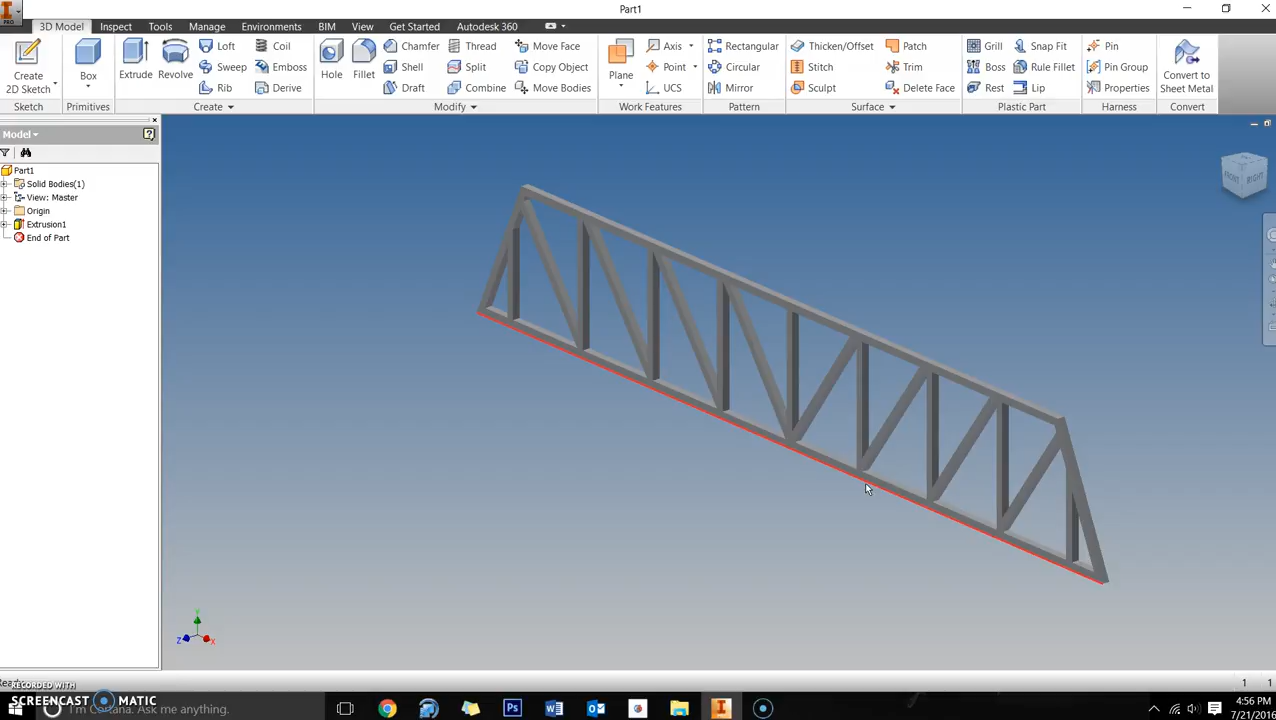 Part1
PRO
3D Model Inspect Tools Manage Environments BIM View Get Started Autodesk 360
Create 2D Sketch
Box
Extrude Revolve
Loft Coil
Sweep Emboss
Rib Derive
Hole Fillet
Chamfer Thread Move Face
Shell Split Copy Object
Draft Combine Move Bodies
Plane
Axis
Point
UCS
Rectangular
Circular
Mirror
Thicken/Offset Patch
Stitch Trim
Sculpt Delete Face
Grill Snap Fit
Boss Rule Fillet
Rest Lip
Pin
Pin Group
Properties
Convert to Sheet Metal
Sketch Primitives Create Modify Work Features Pattern Surface Plastic Part Harness Convert
Model
Part1
Solid Bodies(1)
View: Master
Origin
Extrusion1
End of Part
FRONT RIGHT
Y
Z X
RECORDED WITH
SCREENCAST MATIC
1 1
I'm Cortana. Ask me anything.
4:56 PM
7/21/2016